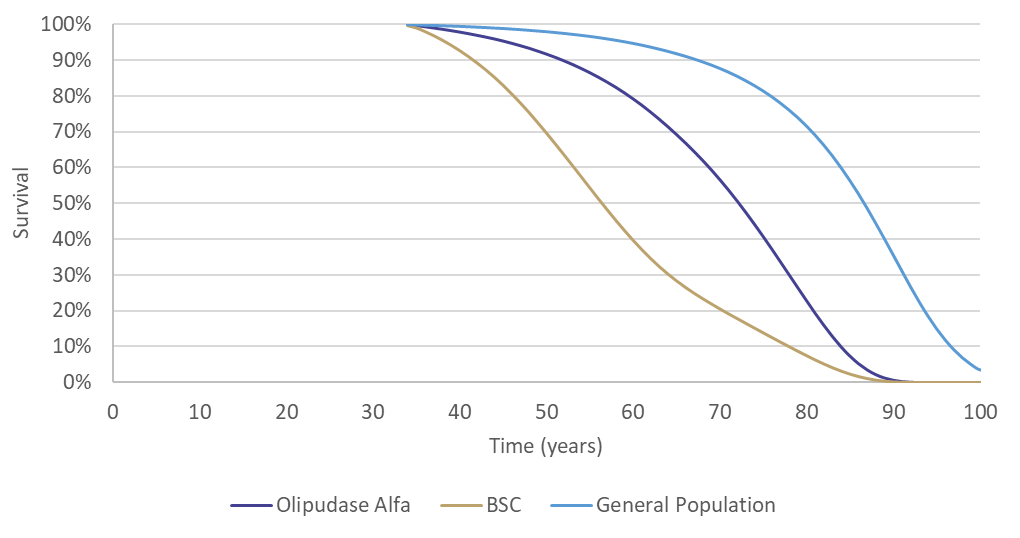 100%
90%
80%
70%
60%
50%
40%
30%
20%
10%
0%
Survival
0 10 20 30 40 50 60 70 80 90 100
Time (years)
Olipudase Alfa BSC General Population